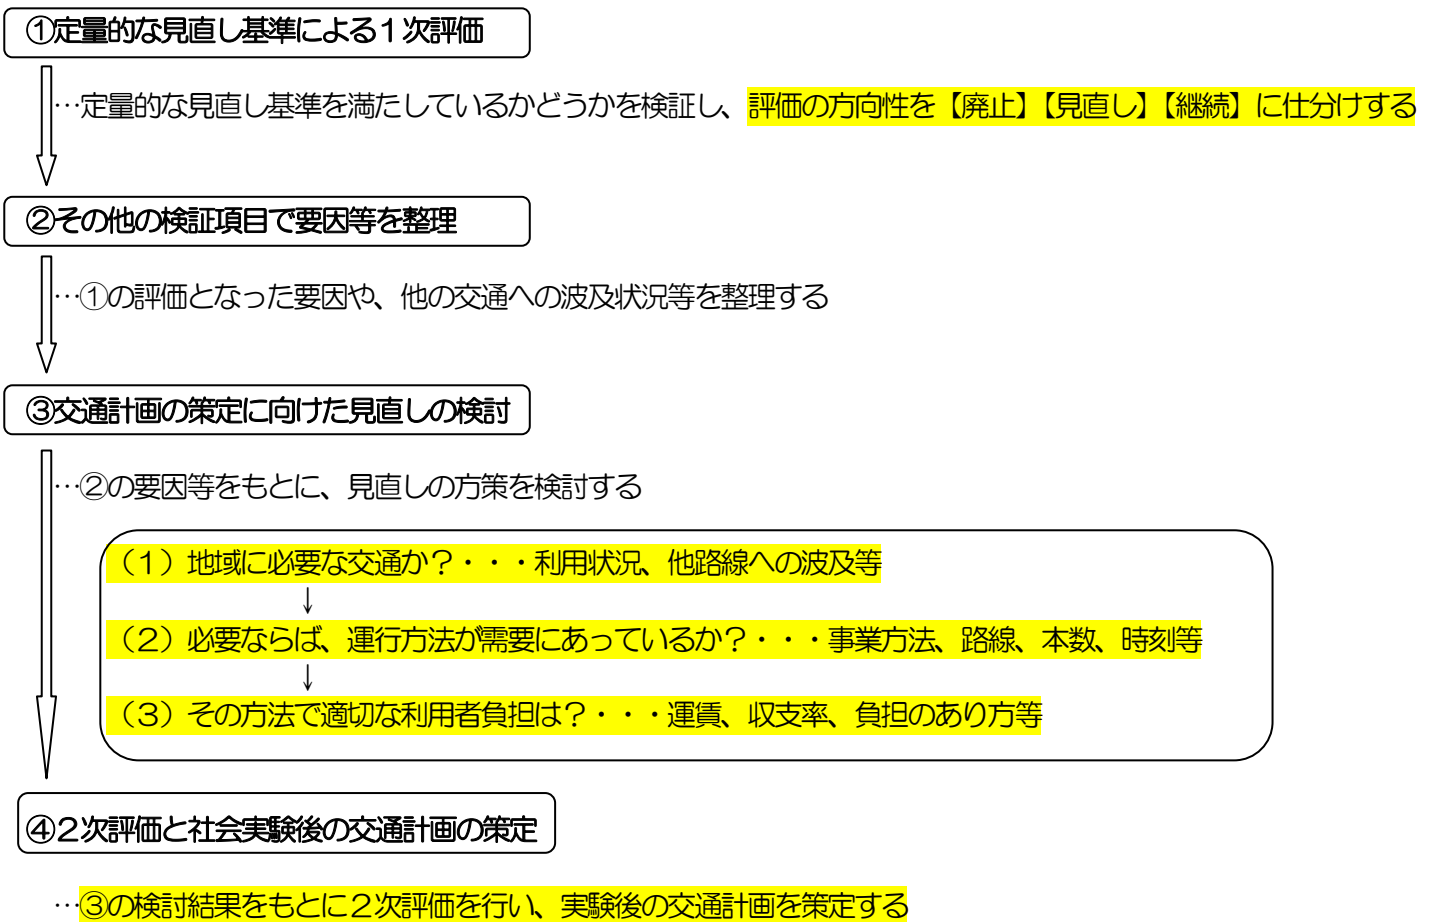 ①定量的な見直し基準による１次評価
…定量的な見直し基準を満たしているかどうかを検証し、評価の方向性を【廃止】【見直し】【継続】に仕分けする
②その他の検証項目で要因等を整理
…①の評価となった要因や、他の交通への波及状況等を整理する
③交通計画の策定に向けた見直しの検討
…②の要因等をもとに、見直しの方策を検討する
（１）地域に必要な交通か？・・・利用状況、他路線への波及等
↓
（２）必要ならば、運行方法が需要にあっているか？・・・事業方法、路線、本数、時刻等
↓
（３）その方法で適切な利用者負担は？・・・運賃、収支率、負担のあり方等
④２次評価と社会実験後の交通計画の策定
…③の検討結果をもとに２次評価を行い、実験後の交通計画を策定する